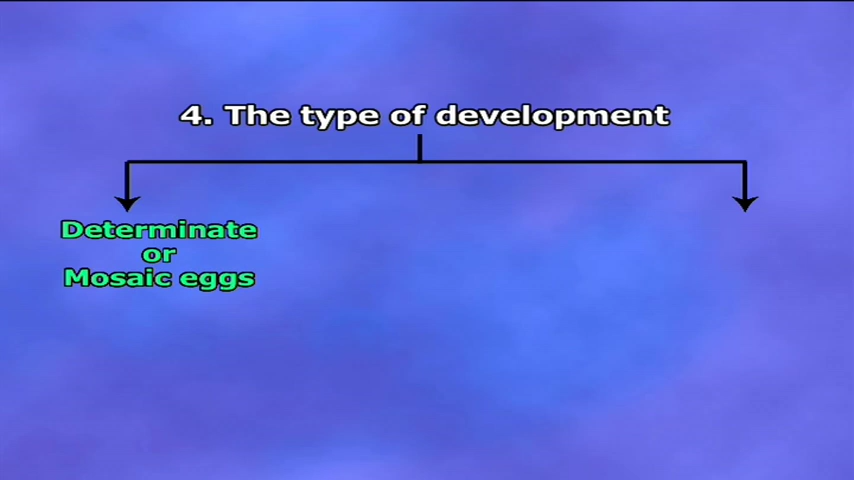 4. The type of development
Determinate
or
Mosaic eggs